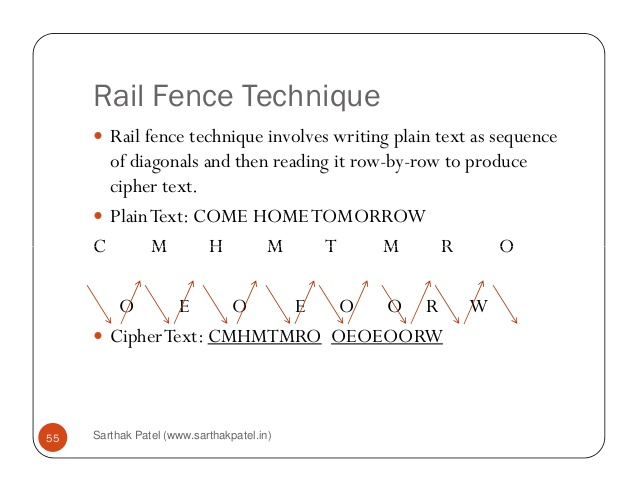 Rail Fence Technique
• Rail fence technique involves writing plain text as sequence
of diagonals and then reading it row-by-row to produce
cipher text.
• Plain Text: COME HOME TOMORROW
C M H M T M R O
O E O E O O R W
• Cipher Text: CMHMTMRO OEOEOORW
55 Sarthak Patel (www.sarthakpatel.in)